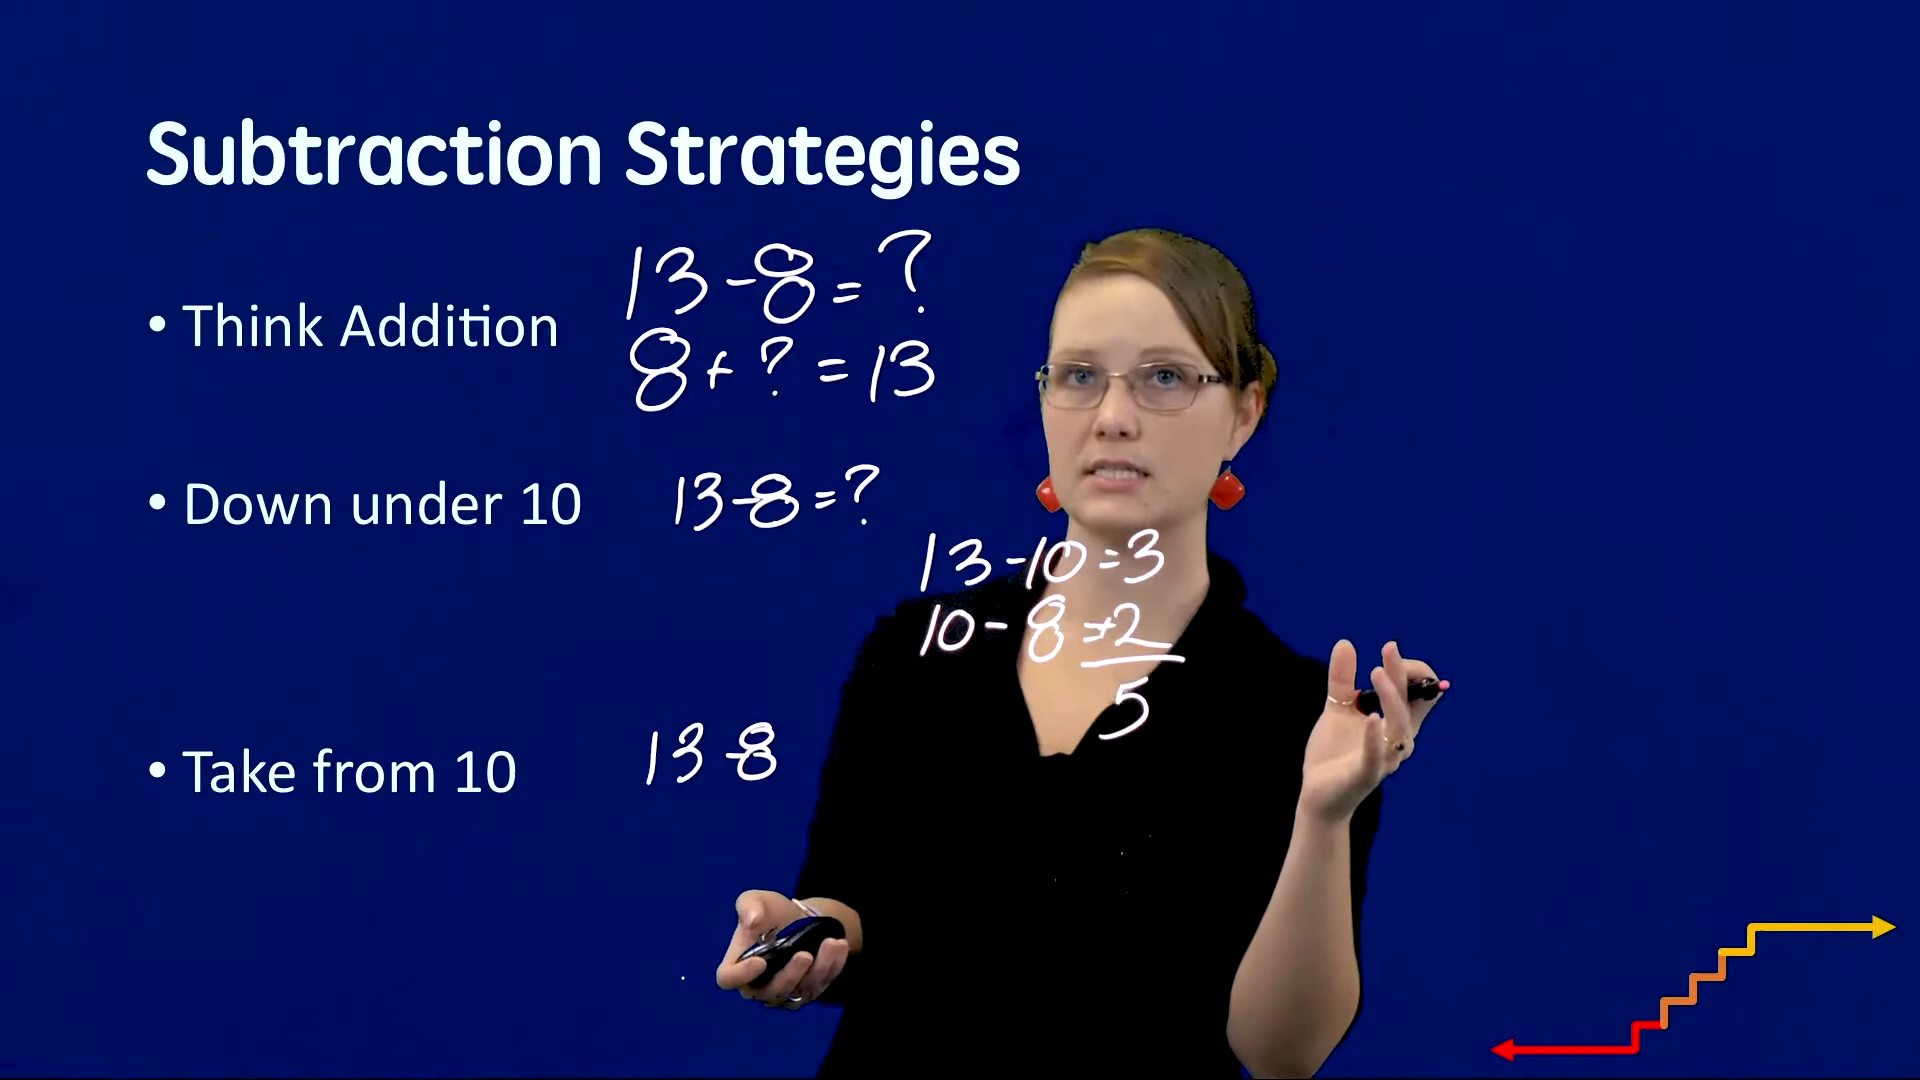 Subtraction Strategies
13-8=?
• Think Addition
8+?=13
• Down under 10
13-8=?
13-10=3
10-8=+2
5
• Take from 10
13-8